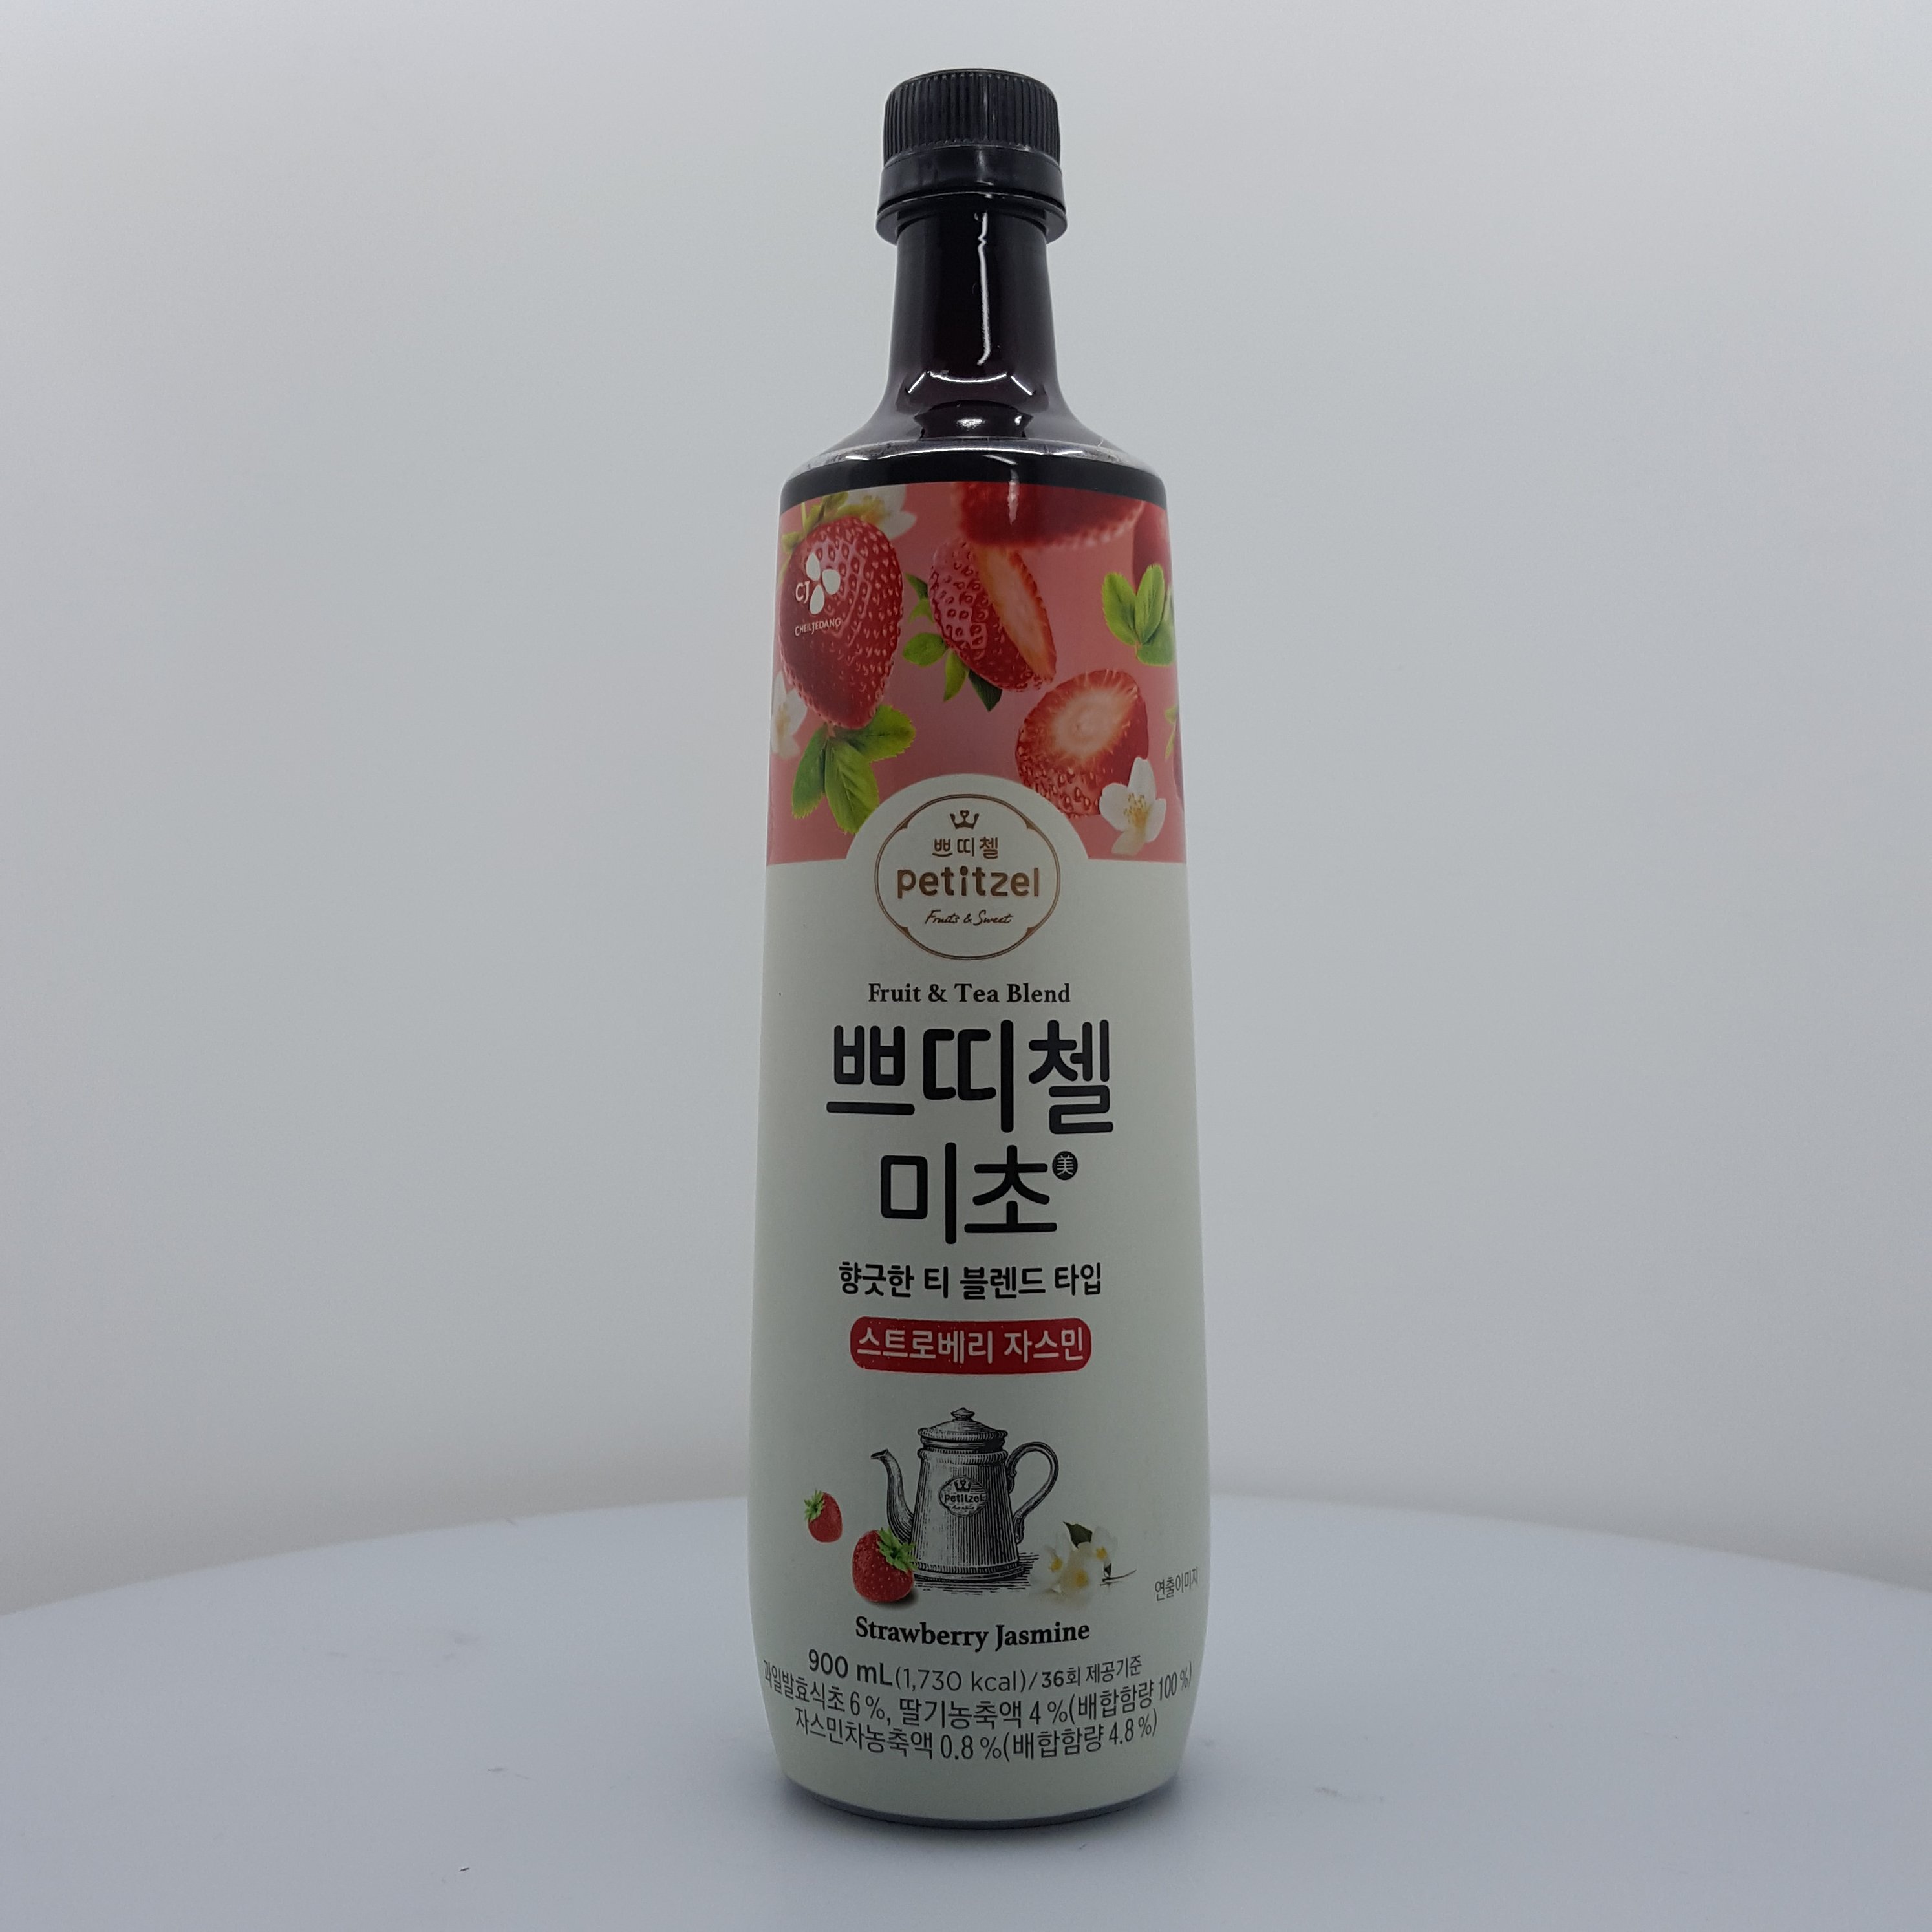 CJ
CHEILJEDANG
쁘띠첼
petitzel
Fruits & Sweet
Fruit & Tea Blend
쁘띠첼
미초 美
향긋한 티 블렌드 타입
스트로베리 자스민
petitzel
연출이미지
Strawberry Jasmine
900 mL(1,730 kcal)/36회 제공기준
과일발효식초 6%, 딸기농축액 4%(배합함량 100%)
자스민차농축액 0.8%(배합함량 4.8%)